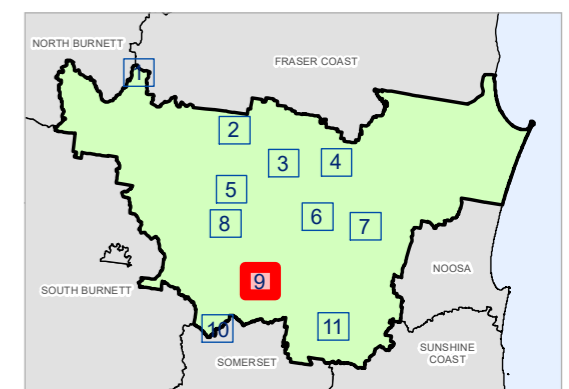 NORTH BURNETT
FRASER COAST
1
2
3
4
5
6
7
8
9
NOOSA
SOUTH BURNETT
10
11
SOMERSET
SUNSHINE
COAST